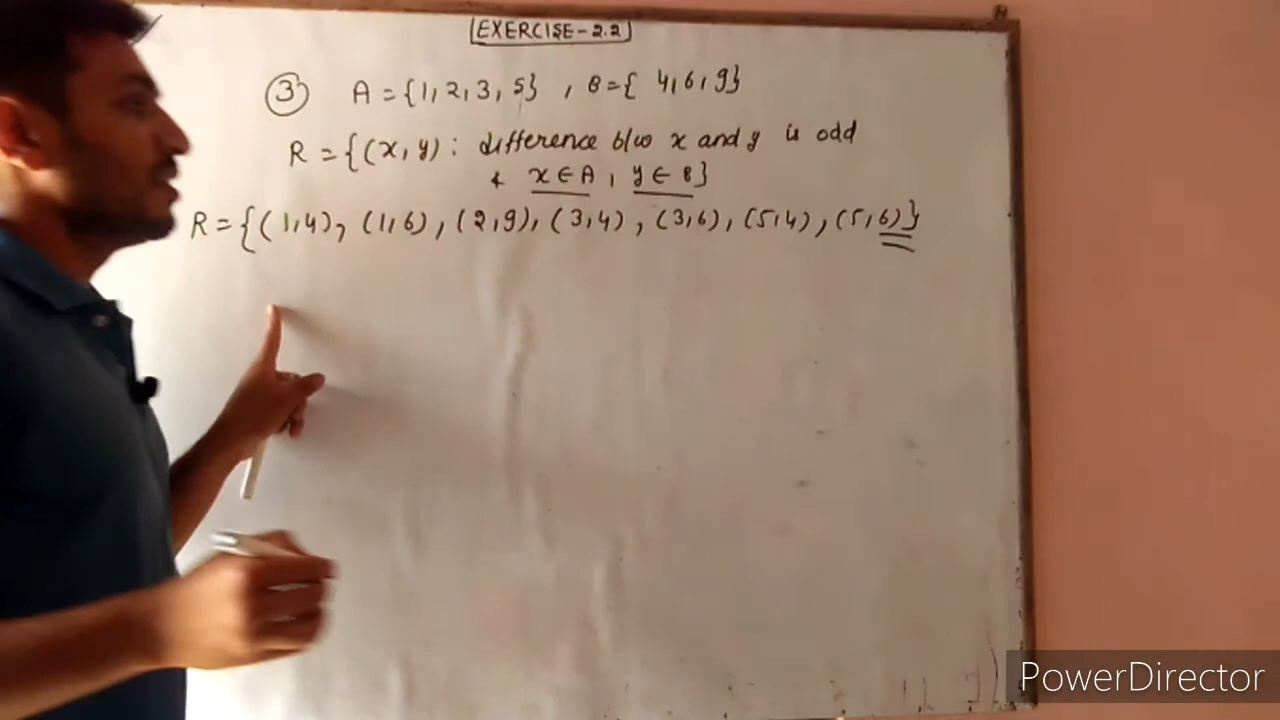 EXERCISE-2.2
3 A = {1, 2, 3, 5} , B = { 4, 6, 9}
R = {(x, y) : difference b/w x and y is odd
& x ∈ A , y ∈ B}
R = {(1,4), (1,6), (2,9), (3,4), (3,6), (5,4), (5,6)}
PowerDirector